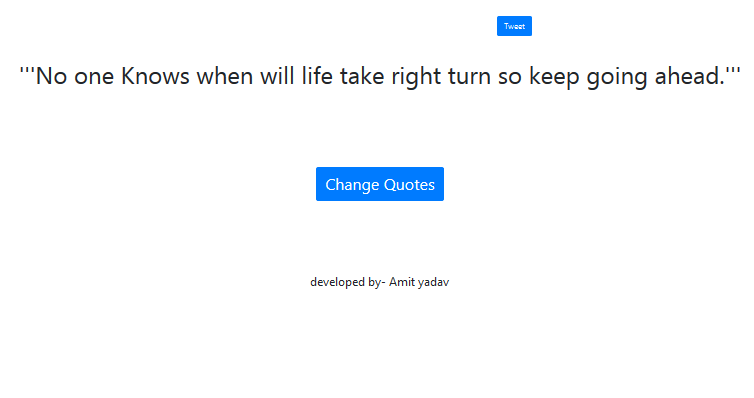 Tweet
'''No one Knows when will life take right turn so keep going ahead.'''
Change Quotes
developed by- Amit yadav